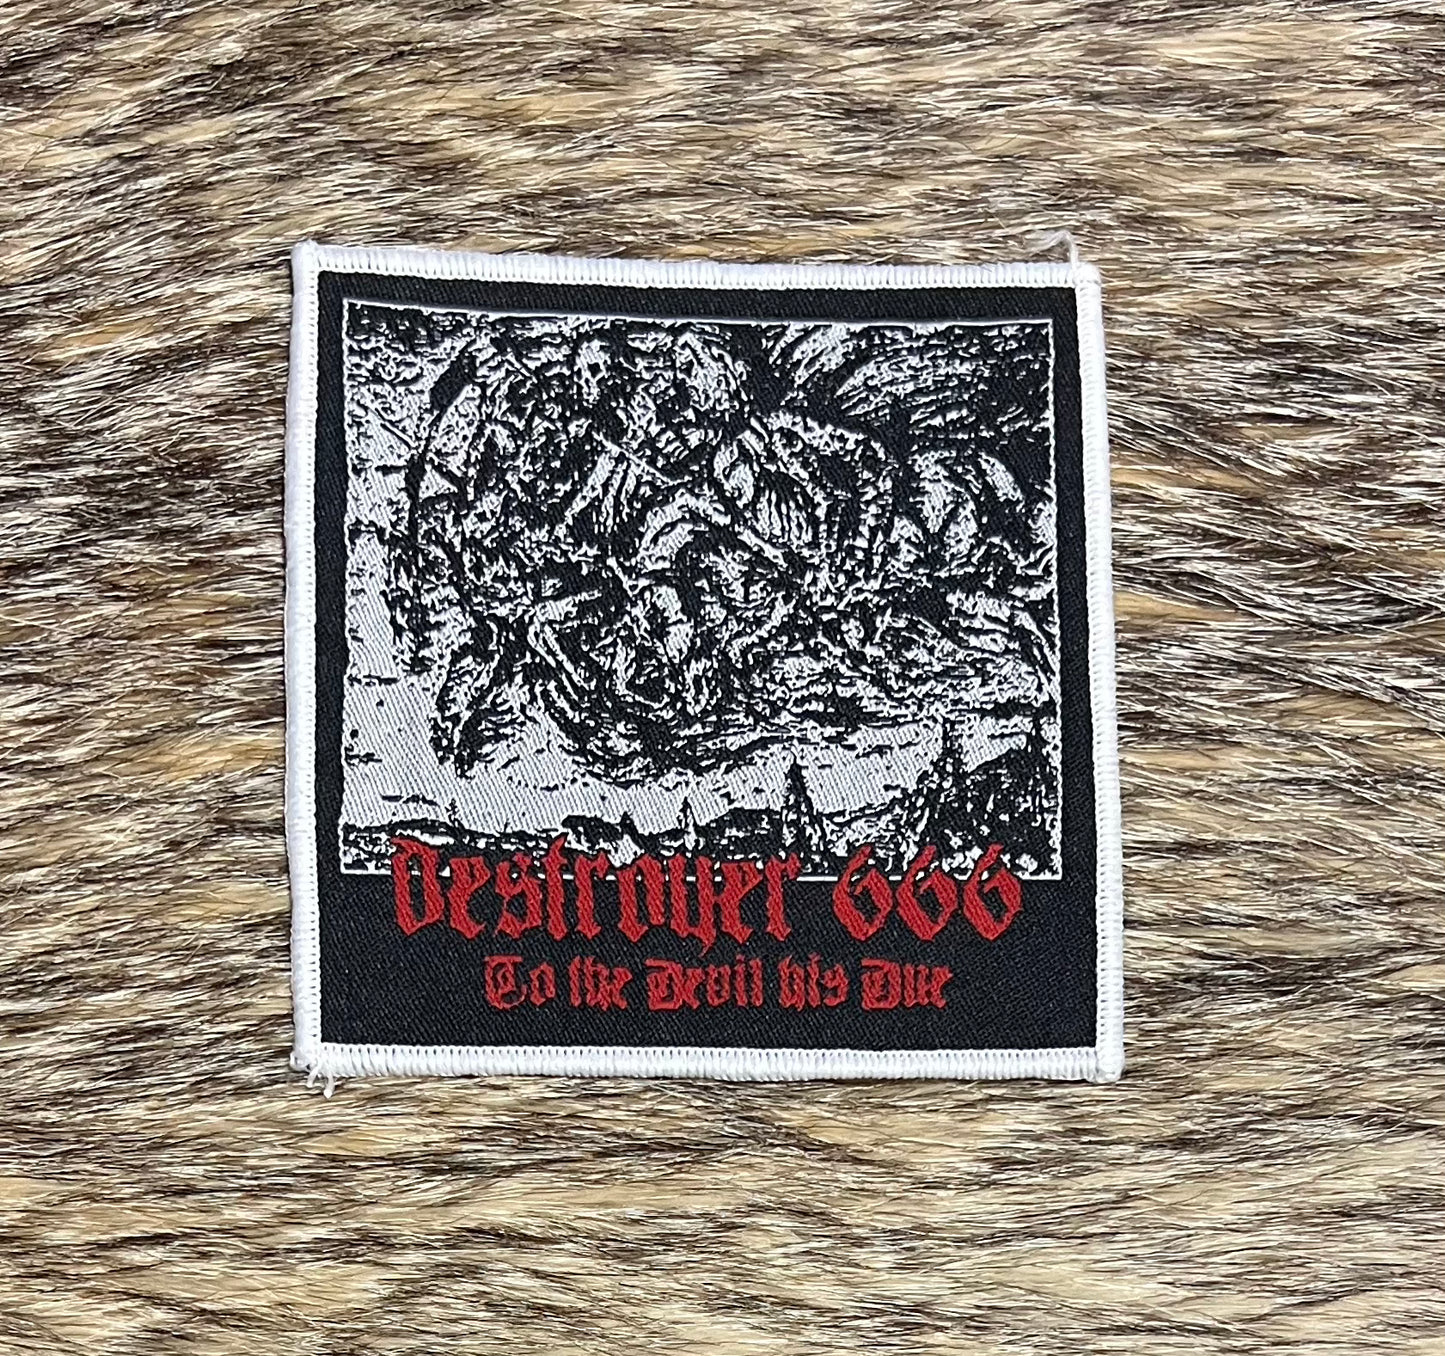 Destroyer 666
To the Devil his Due